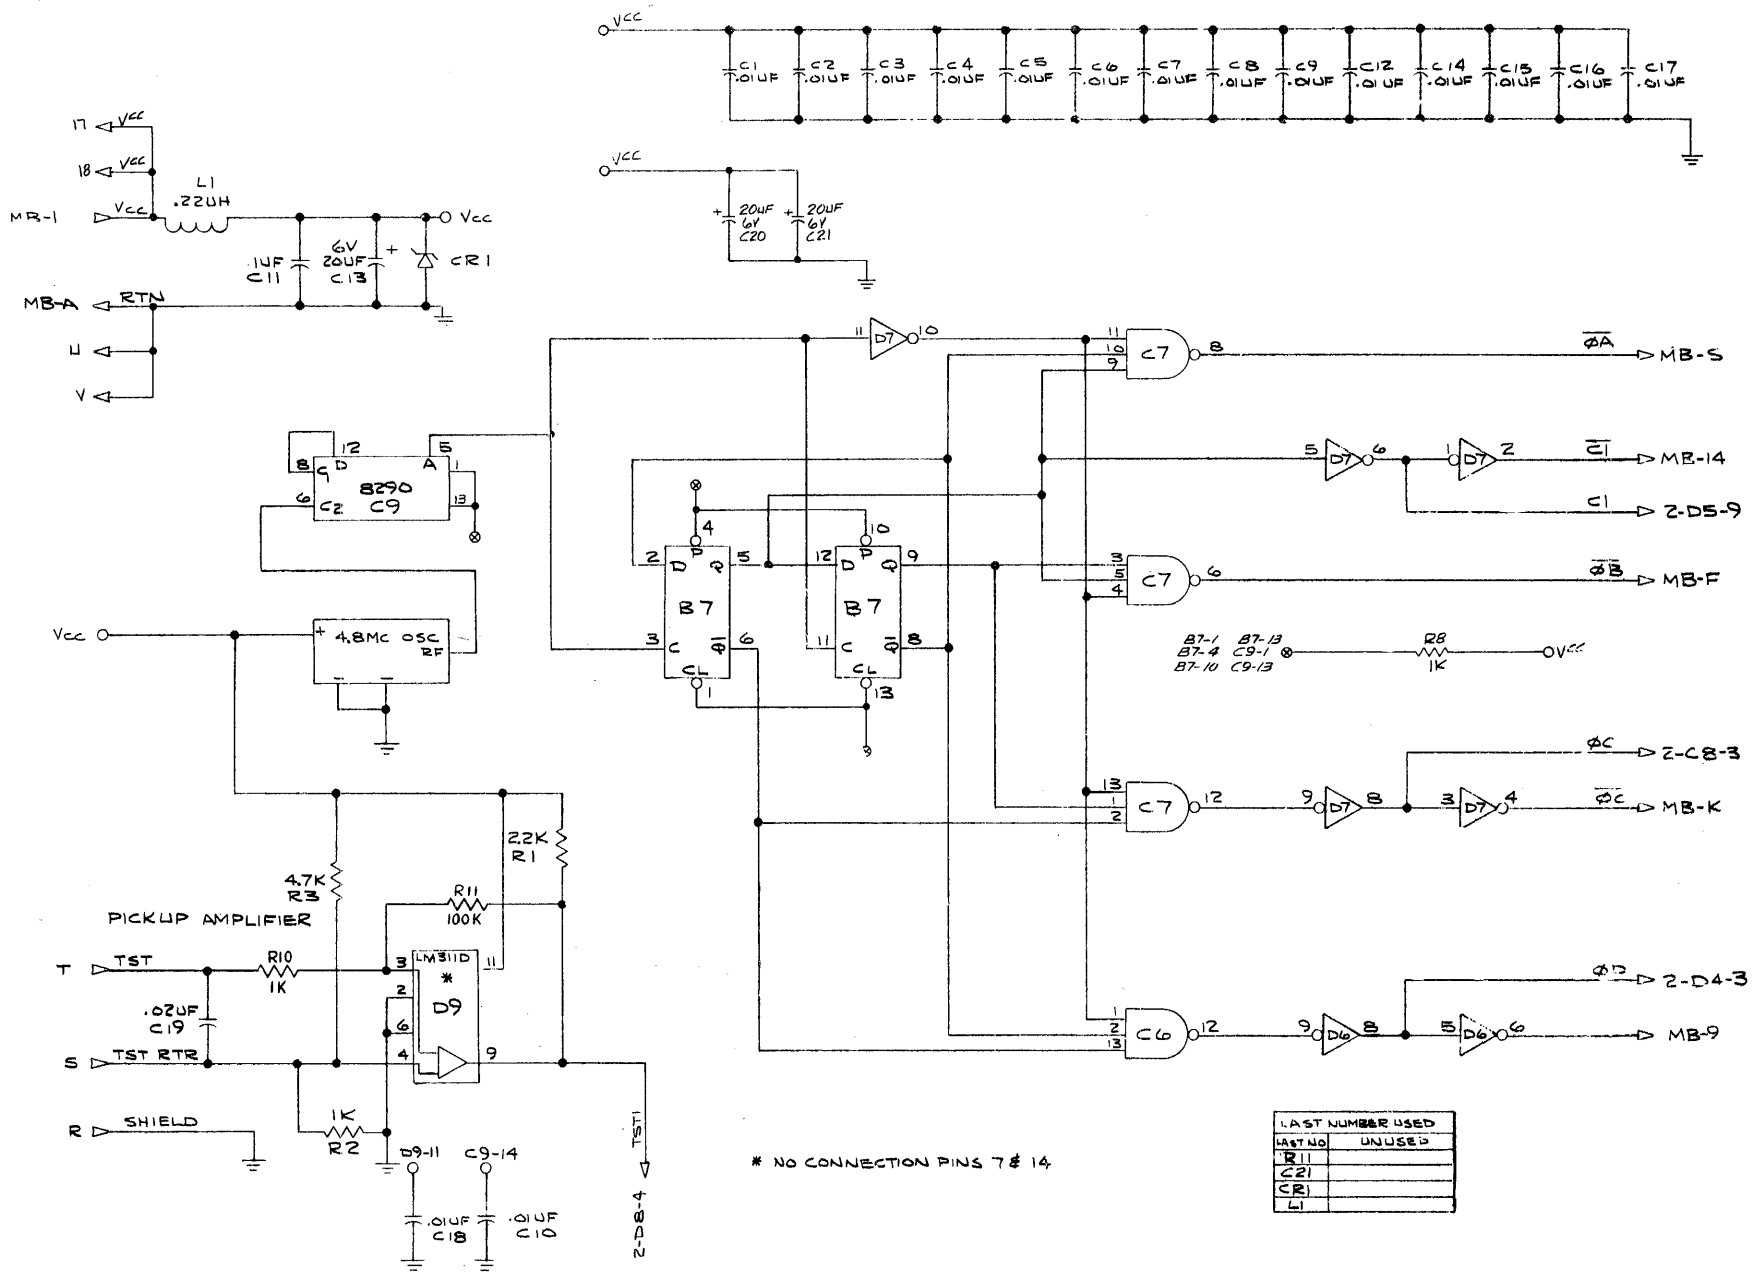 VCC
C1 .01UF
C2 .01UF
C3 .01UF
C4 .01UF
C5 .01UF
C6 .01UF
C7 .01UF
C8 .01UF
C9 .01UF
C12 .01UF
C14 .01UF
C15 .01UF
C16 .01UF
C17 .01UF
17 VCC
18 VCC
L1
.22UH
MB-1 VCC
VCC
.1UF
C11
6V
20UF
C13
+
CR1
MB-A RTN
U
V
VCC
+ 20UF
6V
C20
+ 20UF
6V
C21
11 D7 10
11
10
9
C7
8
ØA
MB-S
12
5
8
D
A
1
G
8290
6
C2
C9
13
5 D7 6
1 D7 2
C1
MB-14
C1
2-D5-9
4
10
2
D
P
Q
5
12
D
P
Q
9
B7
B7
3
C
Q
6
11
C
Q
8
CL
1
CL
13
3
5
4
C7
6
ØB
MB-F
VCC
+ 4.8MC OSC
RF
- -
B7-1 B7-13
B7-4 C9-1
B7-10 C9-13
R8
1K
VCC
13
1
2
C7
12
9 D7 8
3 D7 4
ØC
2-C8-3
ØC
MB-K
2.2K
R1
4.7K
R3
R11
100K
PICKUP AMPLIFIER
T TST
R10
1K
LM311D
*
D9
3
11
2
6
4
9
.02UF
C19
S TST RTR
R SHIELD
1K
R2
TST1
2-D8-4
1
2
13
C6
12
9 D6 8
5 D6 6
ØD
2-D4-3
MB-9
D9-11
C9-14
.01UF
C18
.01UF
C10
* NO CONNECTION PINS 7 & 14
LAST NUMBER USED
LAST NO UNUSED
R11
C21
CR1
L1